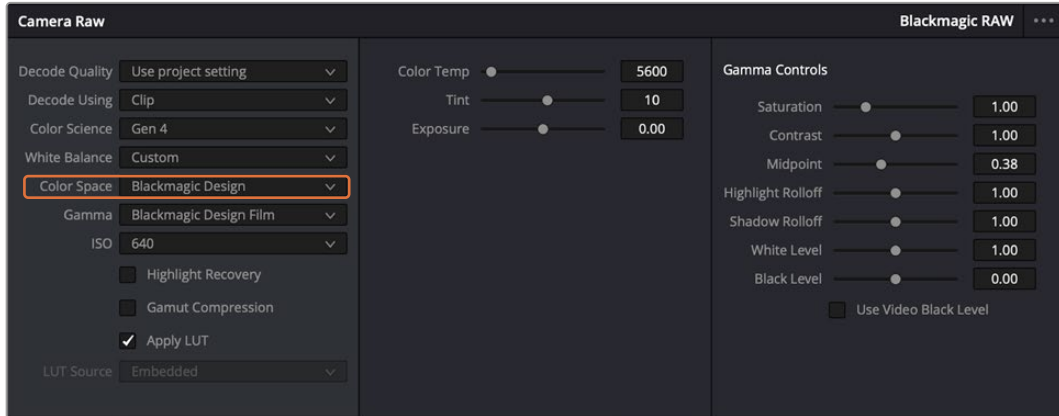 Camera Raw
Blackmagic RAW
Decode Quality Use project setting
Decode Using Clip
Color Science Gen 4
White Balance Custom
Color Space Blackmagic Design
Gamma Blackmagic Design Film
ISO 640
Highlight Recovery
Gamut Compression
Apply LUT
LUT Source Embedded
Color Temp 5600
Tint 10
Exposure 0.00
Gamma Controls
Saturation 1.00
Contrast 1.00
Midpoint 0.38
Highlight Rolloff 1.00
Shadow Rolloff 1.00
White Level 1.00
Black Level 0.00
Use Video Black Level